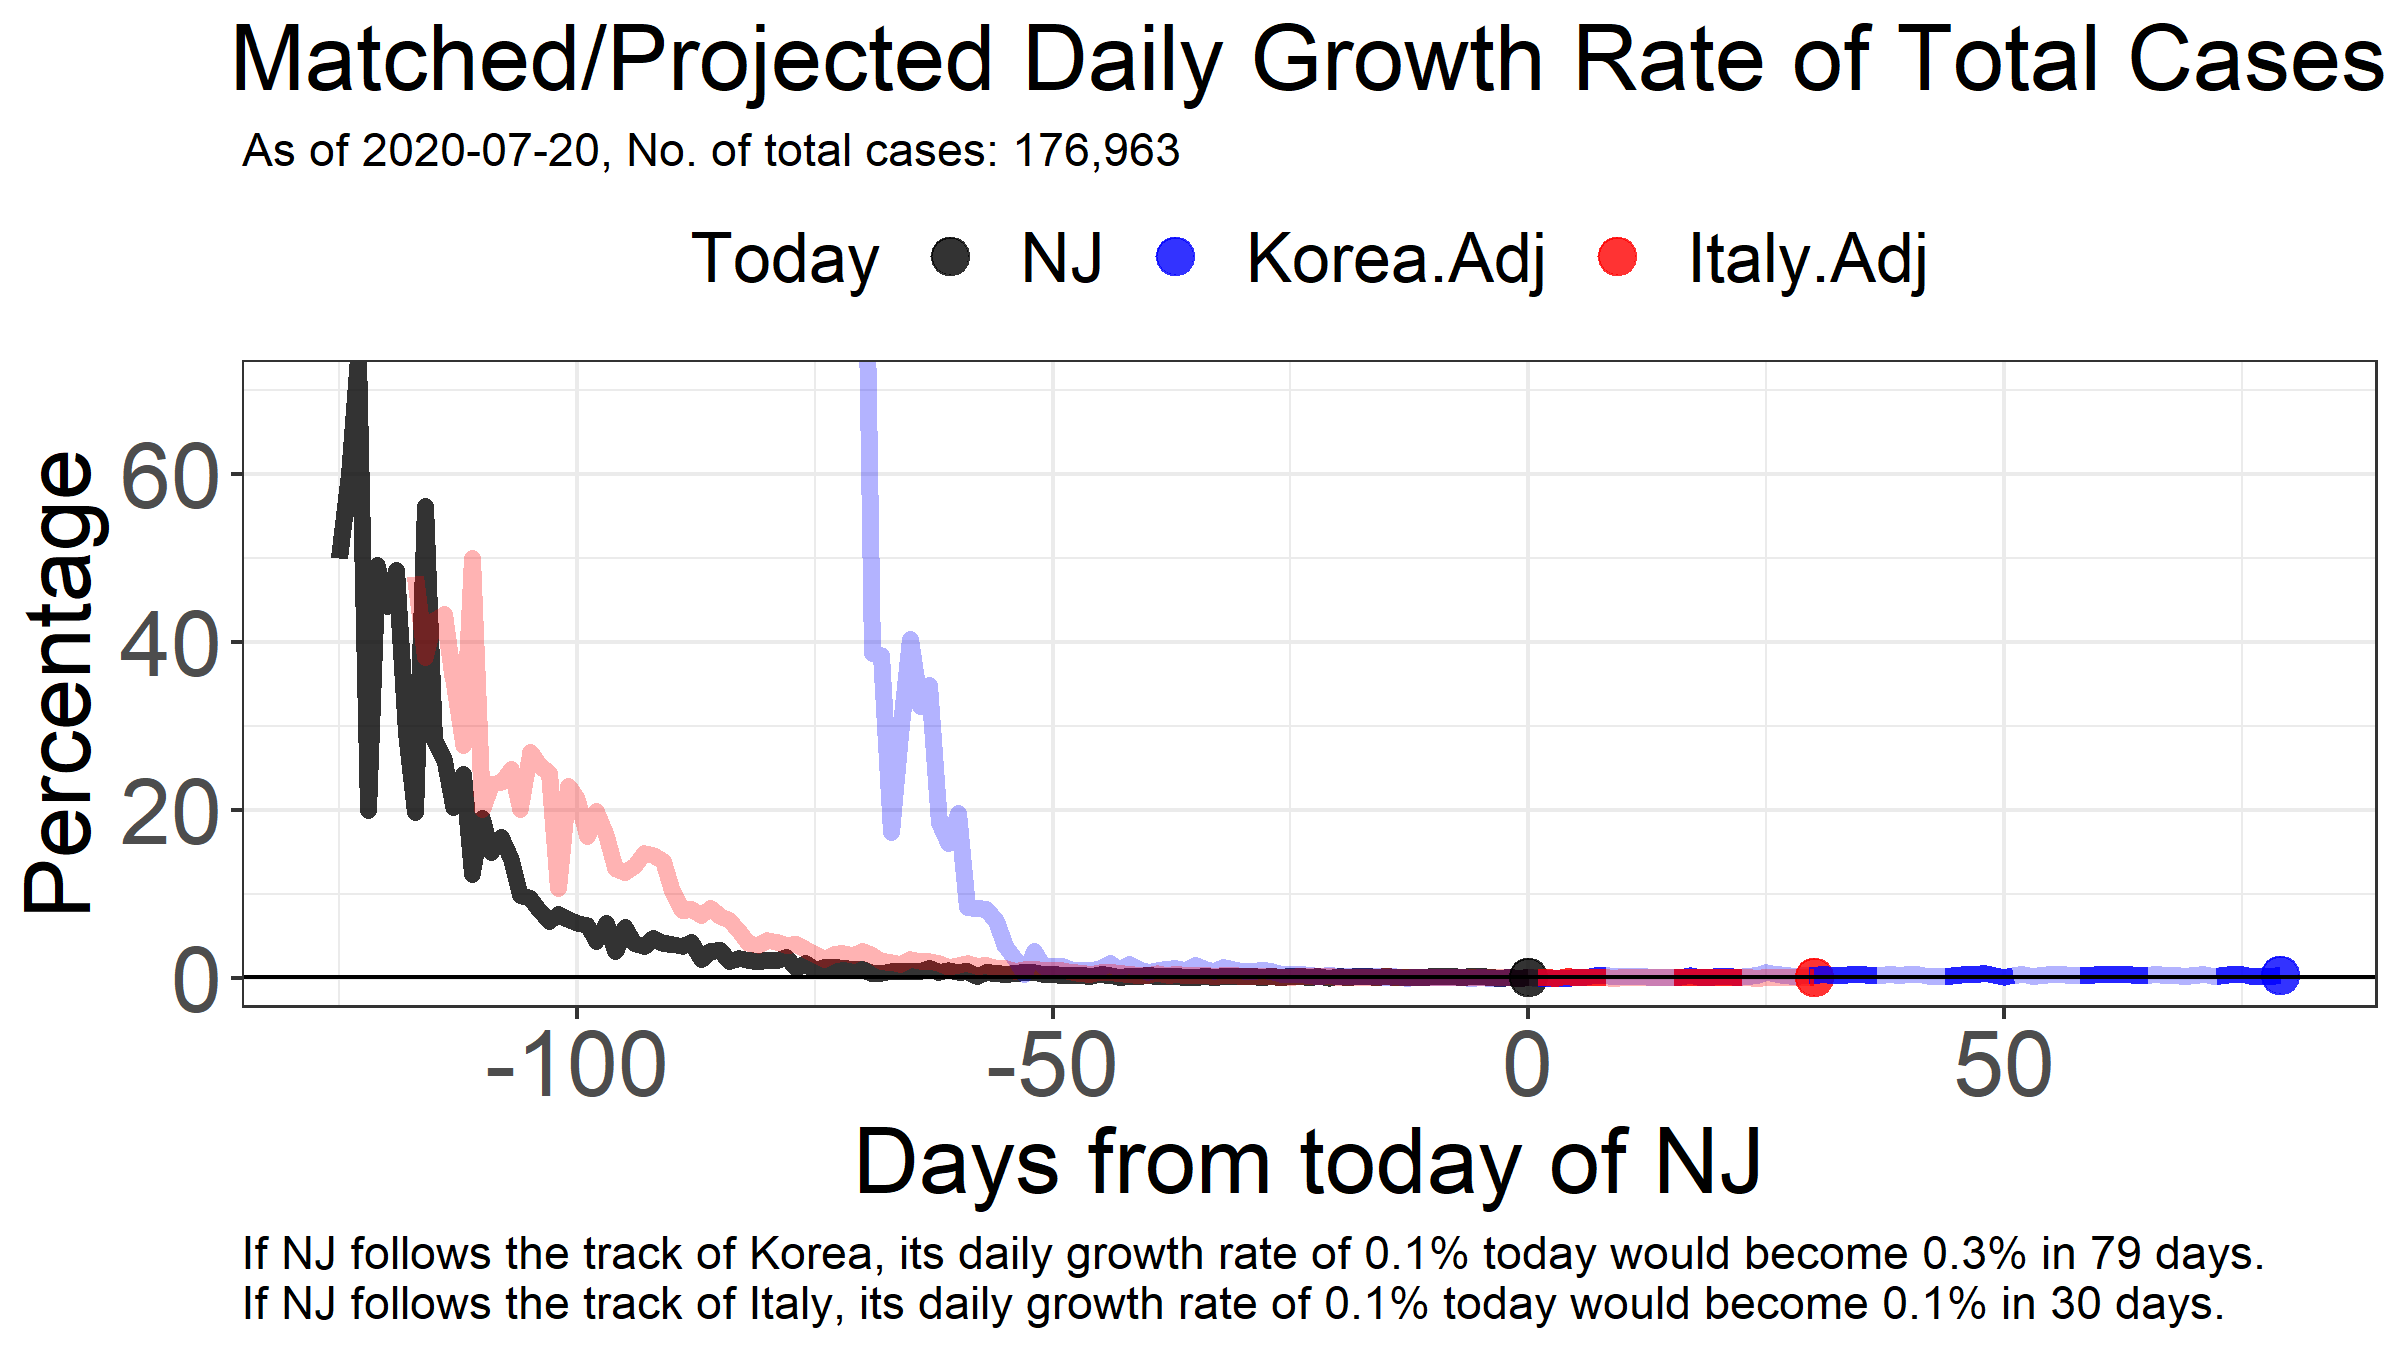 Matched/Projected Daily Growth Rate of Total Cases
As of 2020-07-20, No. of total cases: 176,963
Today NJ Korea.Adj Italy.Adj
Percentage
60
40
20
0
-100 -50 0 50
Days from today of NJ
If NJ follows the track of Korea, its daily growth rate of 0.1% today would become 0.3% in 79 days.
If NJ follows the track of Italy, its daily growth rate of 0.1% today would become 0.1% in 30 days.